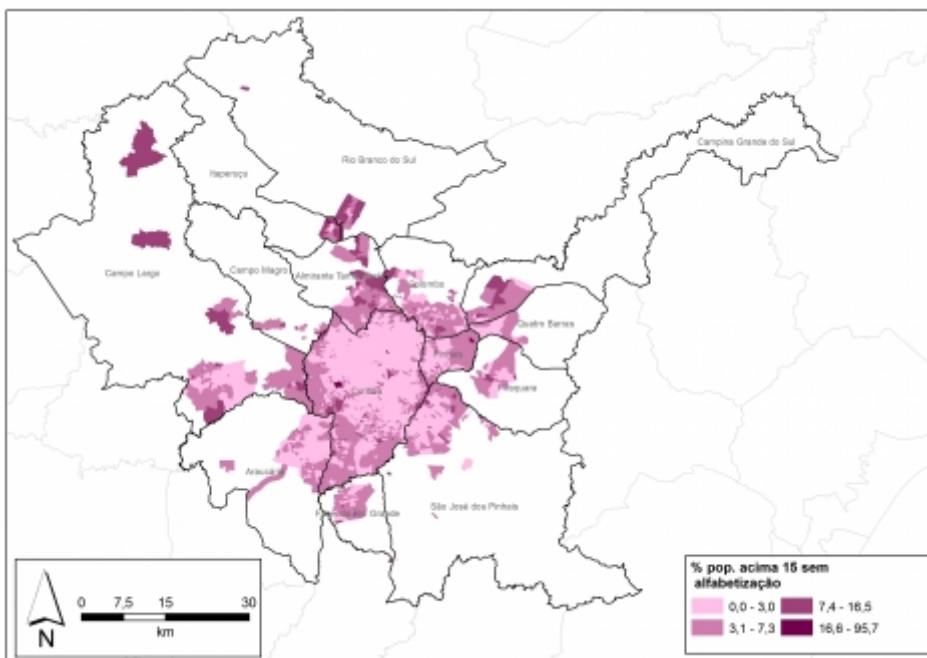 Campina Grande do Sul
Rio Branco do Sul
Itaperuçu
Campo Largo
Campo Magro
Almirante Tam
Colombo
Quatro Barras
Pinhais
Piraquara
Curitiba
Araucária
Fazenda Rio Grande
São José dos Pinhais
N
0 7,5 15 30
km
% pop. acima 15 sem
alfabetização
0,0 - 3,0 7,4 - 16,5
3,1 - 7,3 16,6 - 95,7